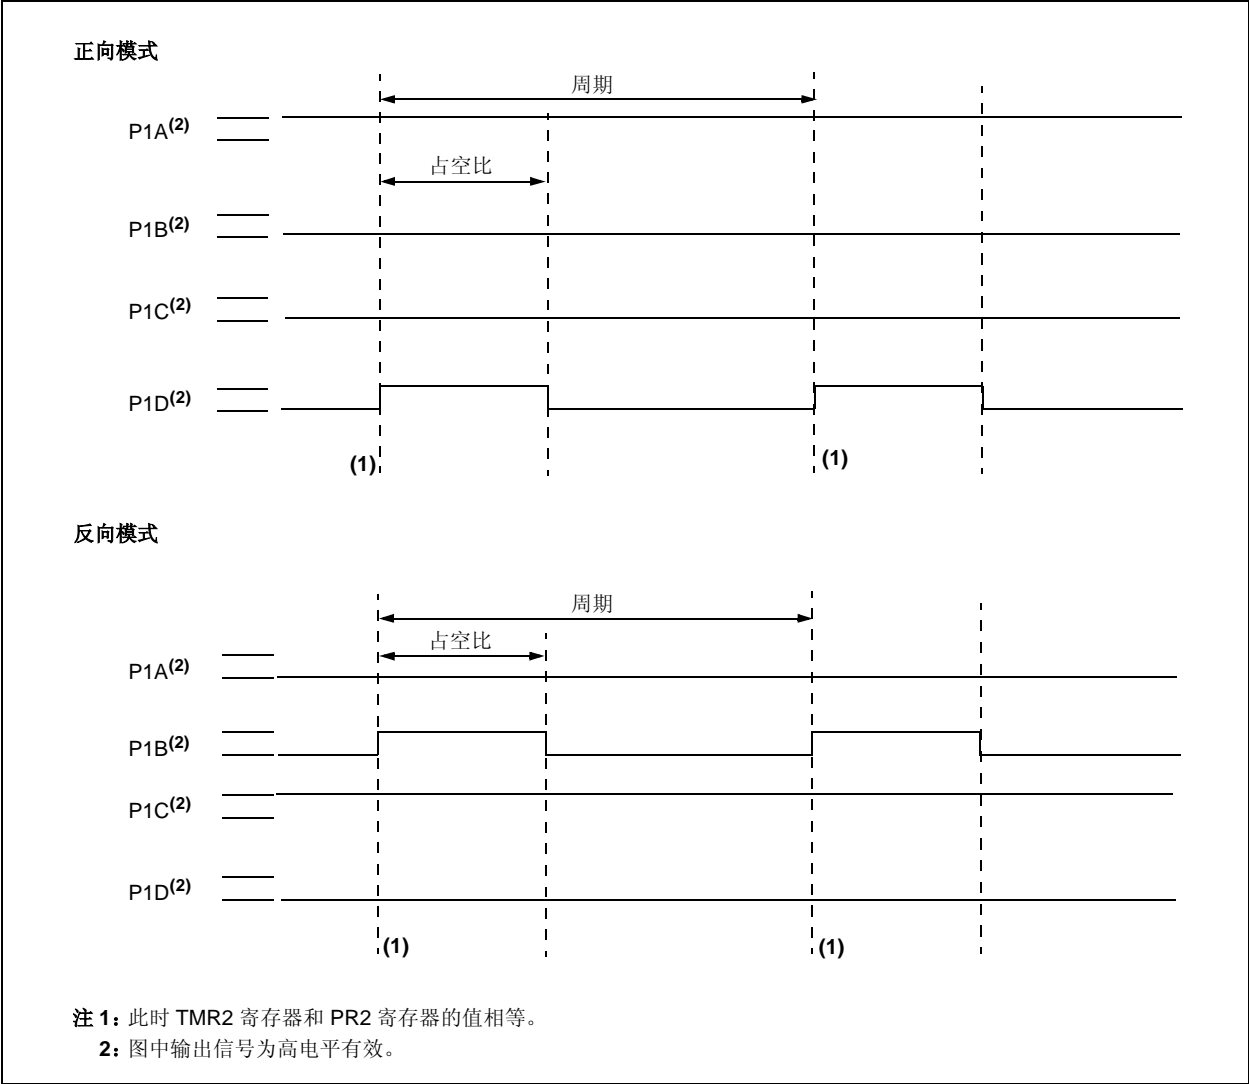 正向模式
周期
P1A(2)
占空比
P1B(2)
P1C(2)
P1D(2)
(1)
(1)
反向模式
周期
占空比
P1A(2)
P1B(2)
P1C(2)
P1D(2)
(1)
(1)
注 1: 此时 TMR2 寄存器和 PR2 寄存器的值相等。
2: 图中输出信号为高电平有效。